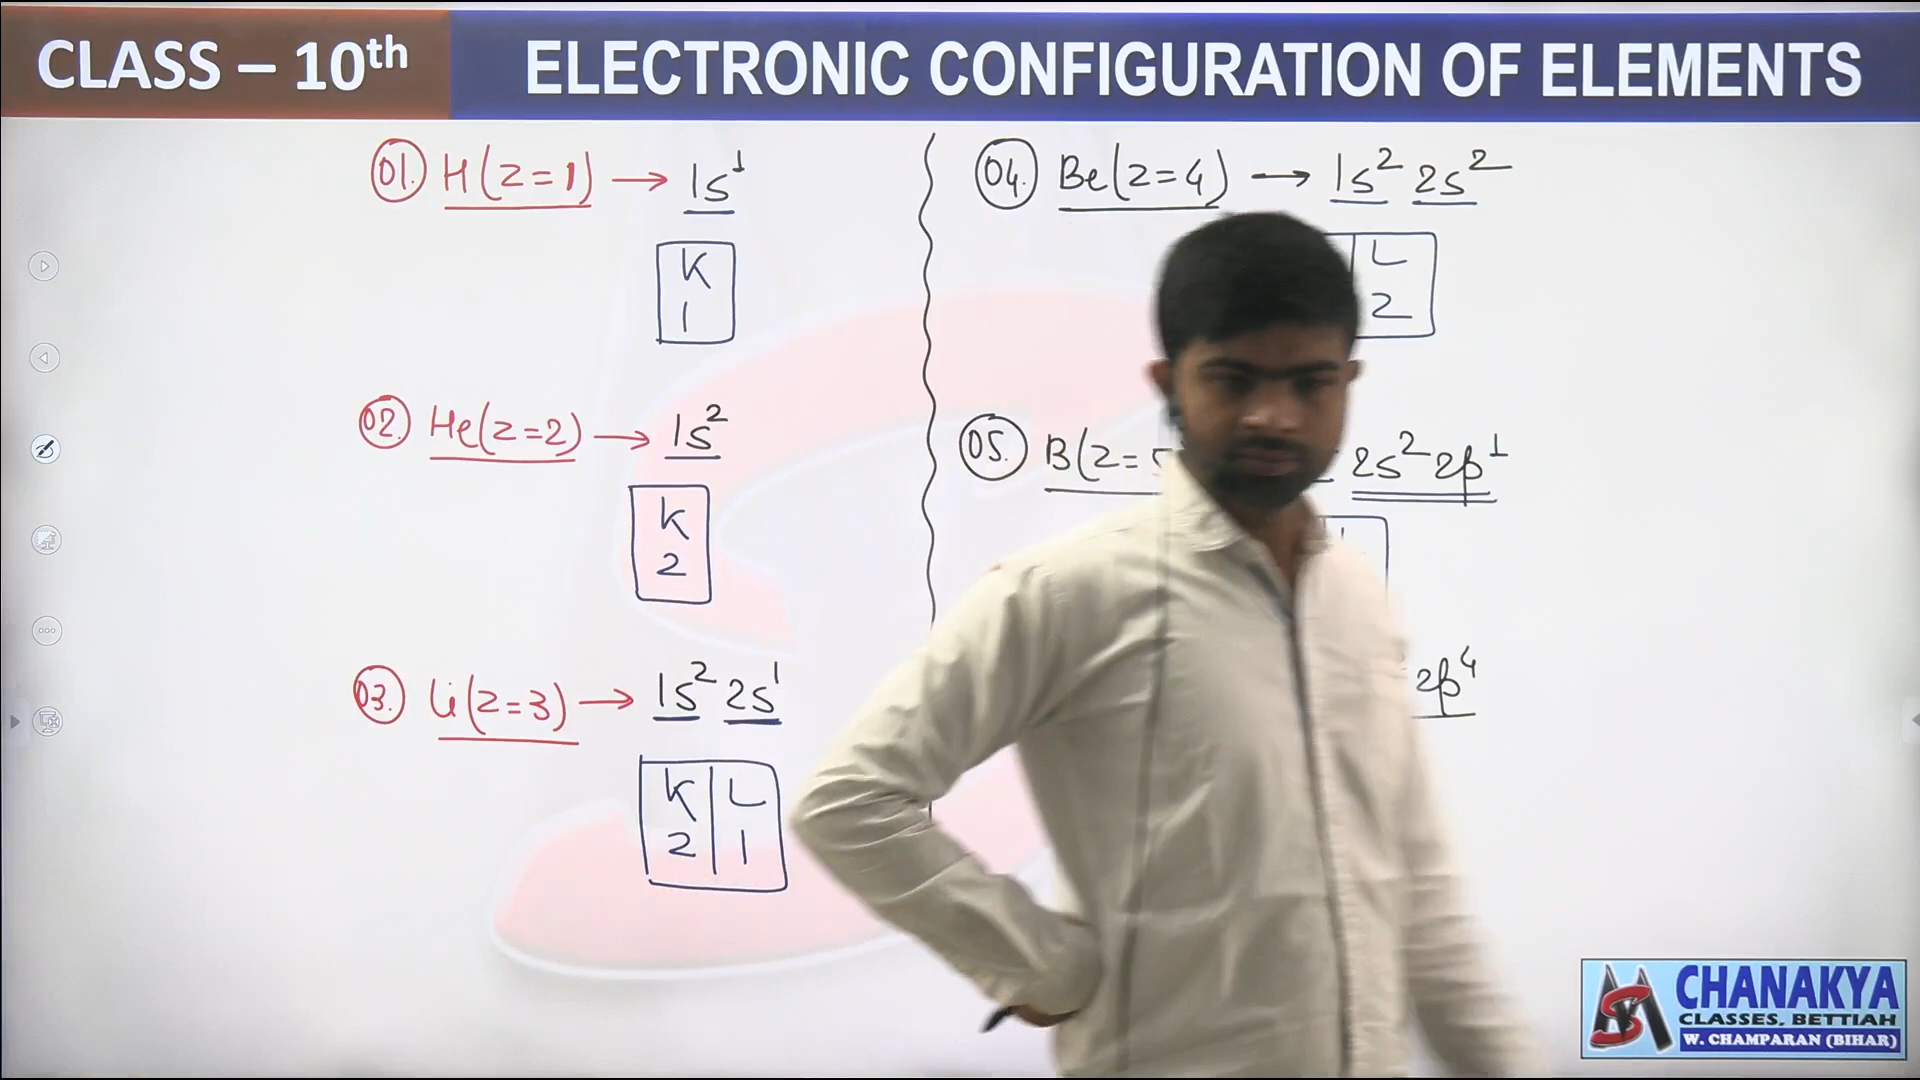 CLASS – 10th
ELECTRONIC CONFIGURATION OF ELEMENTS
01. H(z=1) → 1s¹
K
1
02. He(z=2) → 1s²
K
2
03. Li(z=3) → 1s² 2s¹
K L
2 1
04. Be(z=4) → 1s² 2s²
L
2
05. B(z=5 2s² 2p¹
2p⁴
CHANAKYA
CLASSES, BETTIAH
W. CHAMPARAN (BIHAR)